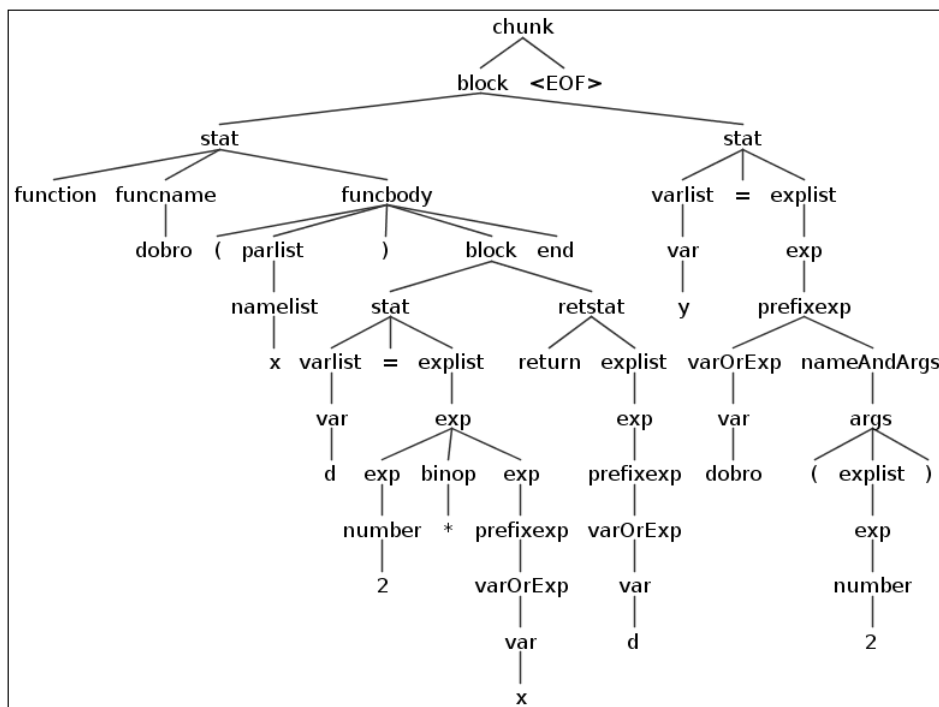 chunk
block <EOF>
stat stat
function funcname funcbody varlist = explist
dobro ( parlist ) block end var exp
namelist stat retstat y prefixexp
x varlist = explist return explist varOrExp nameAndArgs
var exp exp var args
d exp binop exp prefixexp dobro ( explist )
number * prefixexp varOrExp exp
2 varOrExp var number
var d 2
x